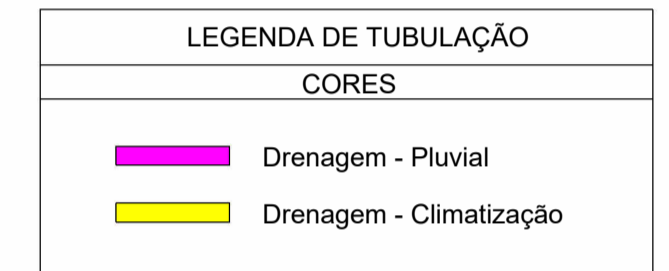 LEGENDA DE TUBULAÇÃO
CORES
Drenagem - Pluvial
Drenagem - Climatização